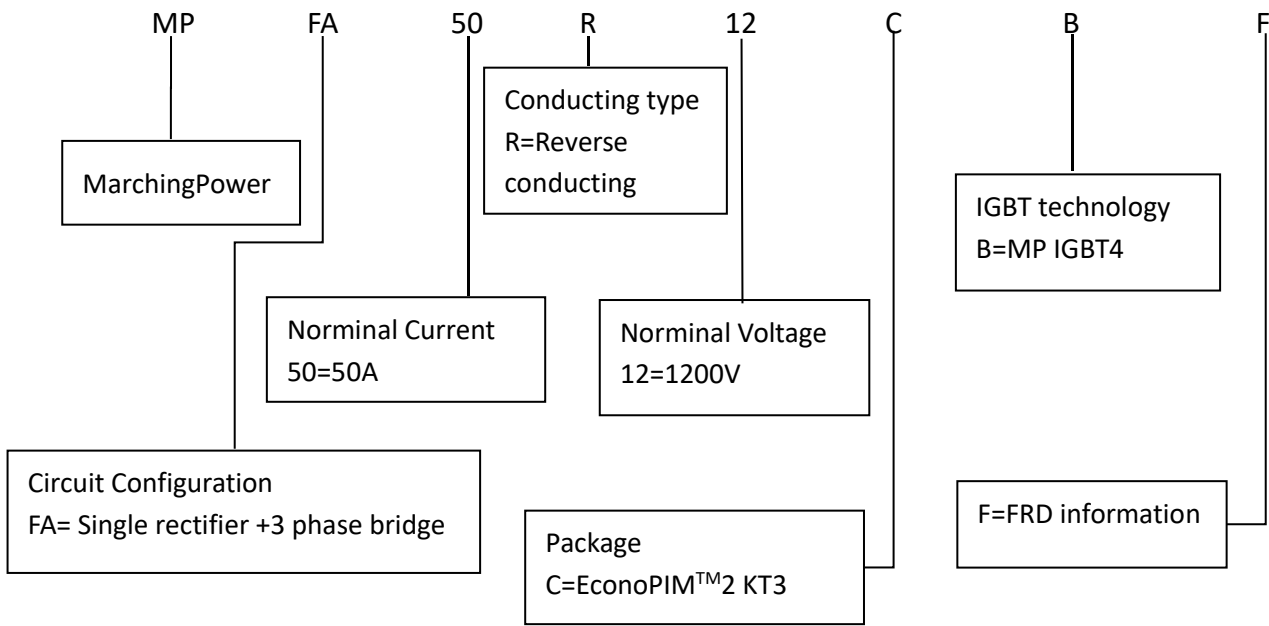 MP FA 50 R 12 C B F
Conducting type
R=Reverse
conducting
MarchingPower
IGBT technology
B=MP IGBT4
Norminal Current
50=50A
Norminal Voltage
12=1200V
Circuit Configuration
FA= Single rectifier +3 phase bridge
F=FRD information
Package
C=EconoPIM™2 KT3